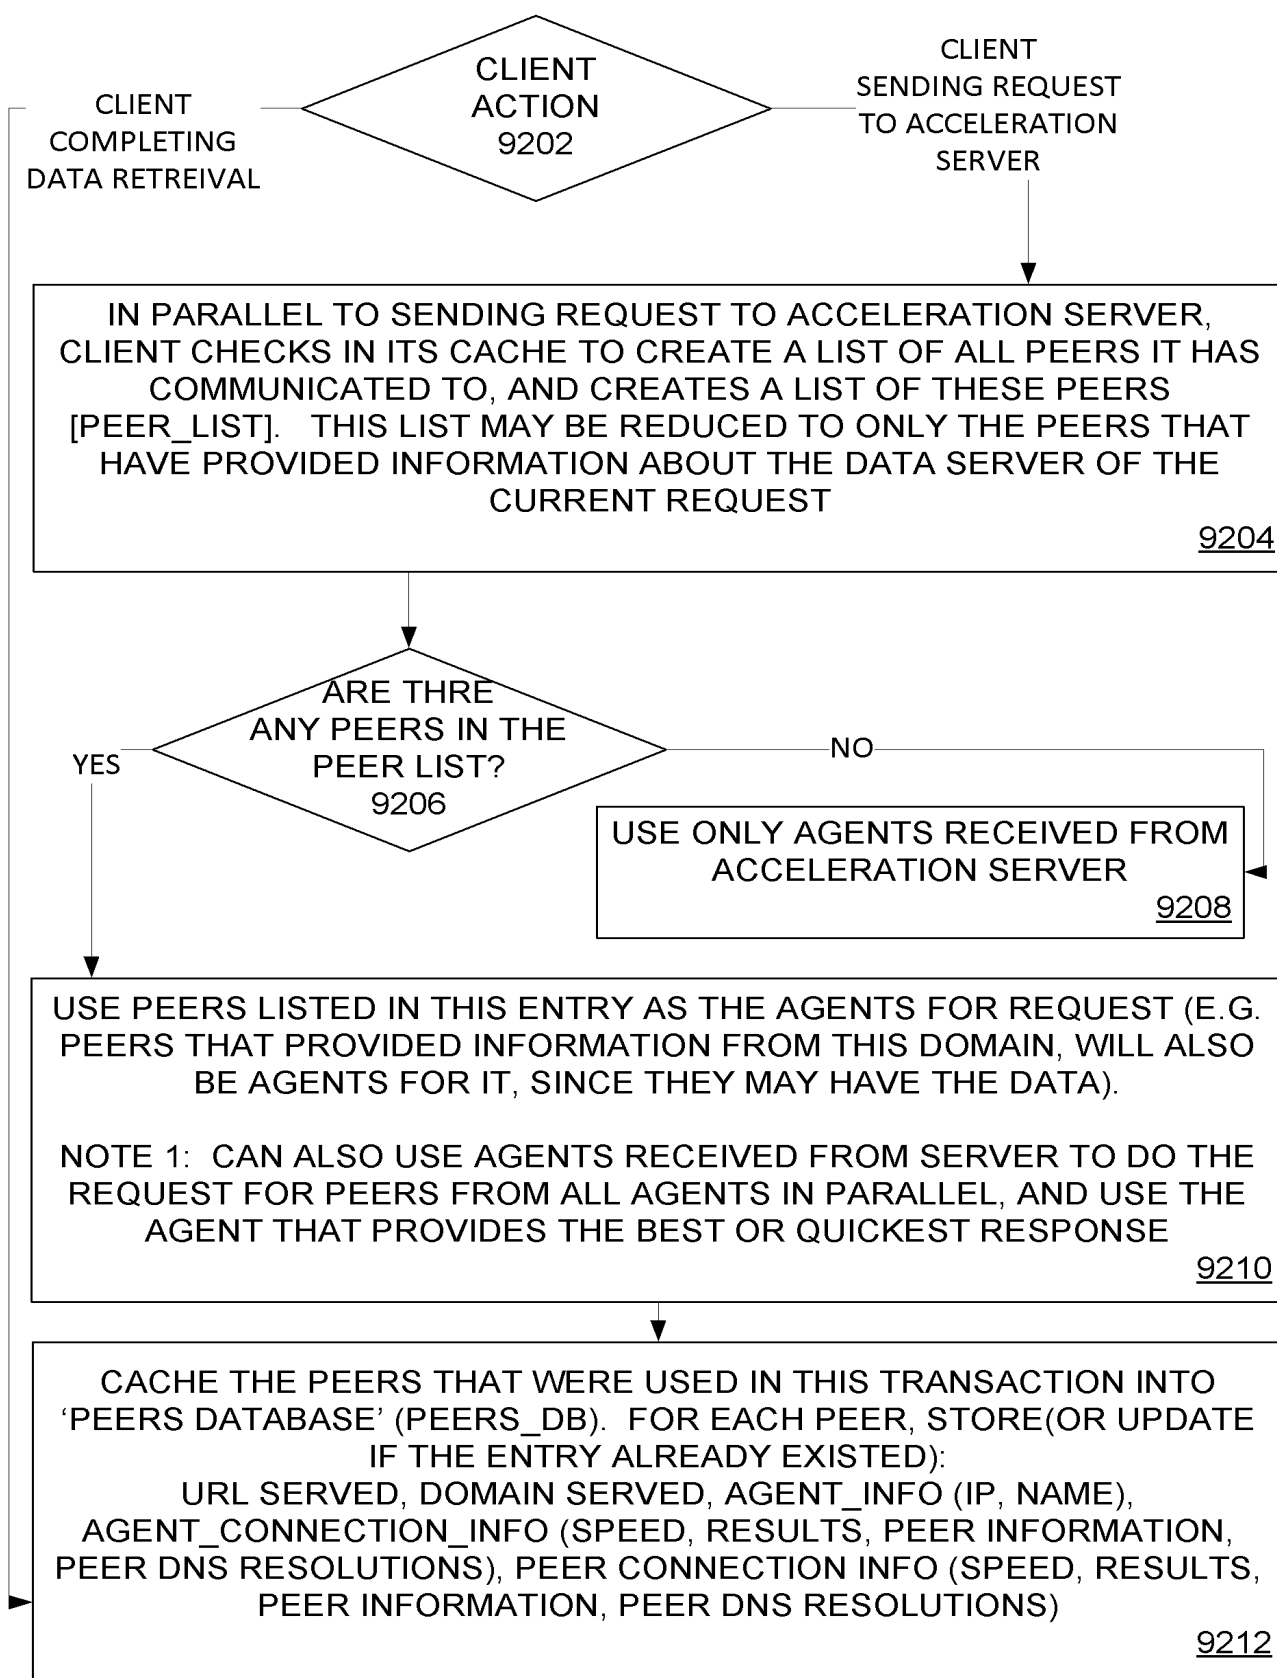 CLIENT
ACTION
9202
CLIENT
COMPLETING
DATA RETREIVAL
CLIENT
SENDING REQUEST
TO ACCELERATION
SERVER
IN PARALLEL TO SENDING REQUEST TO ACCELERATION SERVER,
CLIENT CHECKS IN ITS CACHE TO CREATE A LIST OF ALL PEERS IT HAS
COMMUNICATED TO, AND CREATES A LIST OF THESE PEERS
[PEER_LIST].   THIS LIST MAY BE REDUCED TO ONLY THE PEERS THAT
HAVE PROVIDED INFORMATION ABOUT THE DATA SERVER OF THE
CURRENT REQUEST
9204
ARE THRE
ANY PEERS IN THE
PEER LIST?
9206
YES
NO
USE ONLY AGENTS RECEIVED FROM
ACCELERATION SERVER
9208
USE PEERS LISTED IN THIS ENTRY AS THE AGENTS FOR REQUEST (E.G.
PEERS THAT PROVIDED INFORMATION FROM THIS DOMAIN, WILL ALSO
BE AGENTS FOR IT, SINCE THEY MAY HAVE THE DATA).
NOTE 1:  CAN ALSO USE AGENTS RECEIVED FROM SERVER TO DO THE
REQUEST FOR PEERS FROM ALL AGENTS IN PARALLEL, AND USE THE
AGENT THAT PROVIDES THE BEST OR QUICKEST RESPONSE
9210
CACHE THE PEERS THAT WERE USED IN THIS TRANSACTION INTO
‘PEERS DATABASE’ (PEERS_DB).  FOR EACH PEER, STORE(OR UPDATE
IF THE ENTRY ALREADY EXISTED):
URL SERVED, DOMAIN SERVED, AGENT_INFO (IP, NAME),
AGENT_CONNECTION_INFO (SPEED, RESULTS, PEER INFORMATION,
PEER DNS RESOLUTIONS), PEER CONNECTION INFO (SPEED, RESULTS,
PEER INFORMATION, PEER DNS RESOLUTIONS)
9212